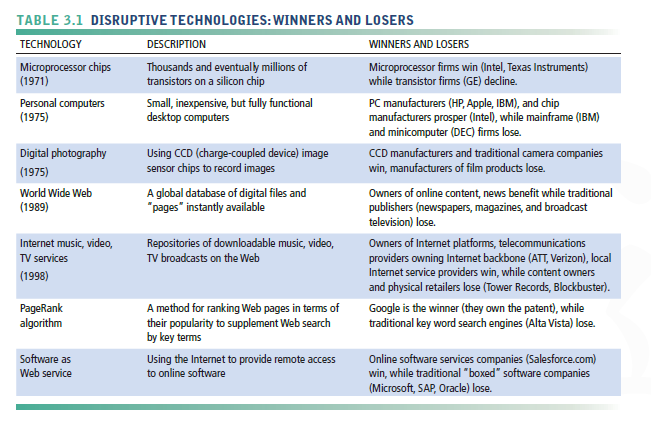 TABLE 3.1 DISRUPTIVE TECHNOLOGIES: WINNERS AND LOSERS
TECHNOLOGY DESCRIPTION WINNERS AND LOSERS
Microprocessor chips Thousands and eventually millions of Microprocessor firms win (Intel, Texas Instruments)
(1971) transistors on a silicon chip while transistor firms (GE) decline.
Personal computers Small, inexpensive, but fully functional PC manufacturers (HP, Apple, IBM), and chip
(1975) desktop computers manufacturers prosper (Intel), while mainframe (IBM)
and minicomputer (DEC) firms lose.
Digital photography Using CCD (charge-coupled device) image CCD manufacturers and traditional camera companies
(1975) sensor chips to record images win, manufacturers of film products lose.
World Wide Web A global database of digital files and Owners of online content, news benefit while traditional
(1989) "pages" instantly available publishers (newspapers, magazines, and broadcast
television) lose.
Internet music, video, Repositories of downloadable music, video, Owners of Internet platforms, telecommunications
TV services TV broadcasts on the Web providers owning Internet backbone (ATT, Verizon), local
(1998) Internet service providers win, while content owners
and physical retailers lose (Tower Records, Blockbuster).
PageRank A method for ranking Web pages in terms of Google is the winner (they own the patent), while
algorithm their popularity to supplement Web search traditional key word search engines (Alta Vista) lose.
by key terms
Software as Using the Internet to provide remote access Online software services companies (Salesforce.com)
Web service to online software win, while traditional "boxed" software companies
(Microsoft, SAP, Oracle) lose.